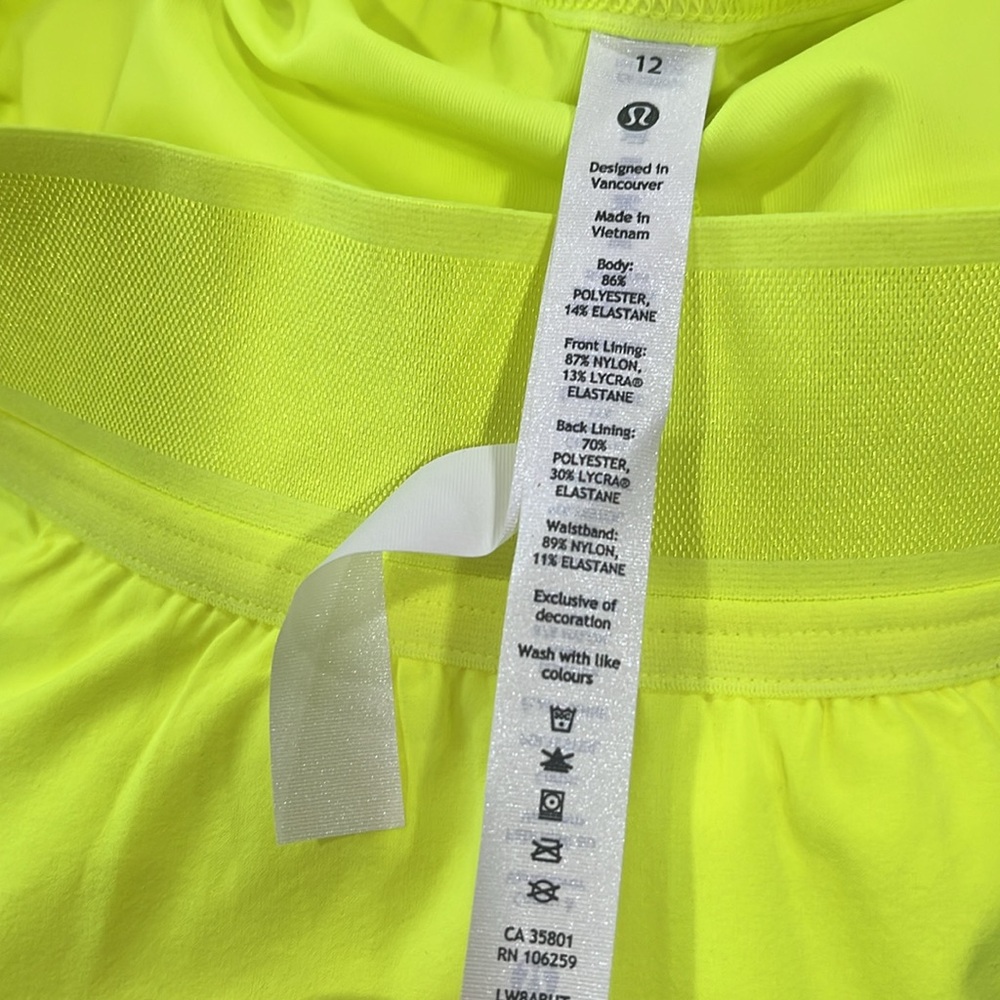 12
Designed in
Vancouver
Made in
Vietnam
Body:
86%
POLYESTER,
14% ELASTANE
Front Lining:
87% NYLON,
13% LYCRA®
ELASTANE
Back Lining:
70%
POLYESTER,
30% LYCRA®
ELASTANE
Waistband:
89% NYLON,
11% ELASTANE
Exclusive of
decoration
Wash with like
colours
CA 35801
RN 106259